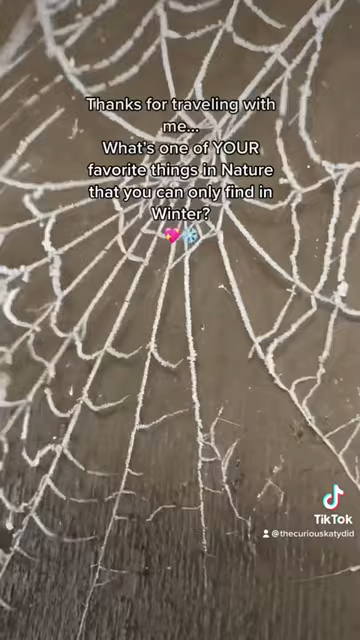 Thanks for traveling with
me...
What's one of YOUR
favorite things in Nature
that you can only find in
Winter?
💖❄️
TikTok
@thecuriouskatydid